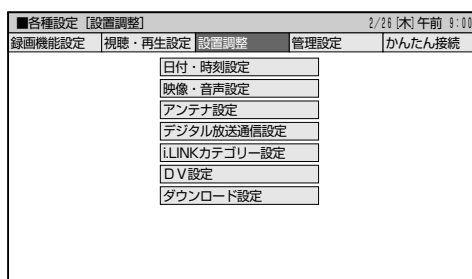 ■各種設定［設置調整］ 2/26[木]午前 9:00
録画機能設定 視聴・再生設定 設置調整 管理設定 かんたん接続
日付・時刻設定
映像・音声設定
アンテナ設定
デジタル放送通信設定
i.LINKカテゴリー設定
DV設定
ダウンロード設定